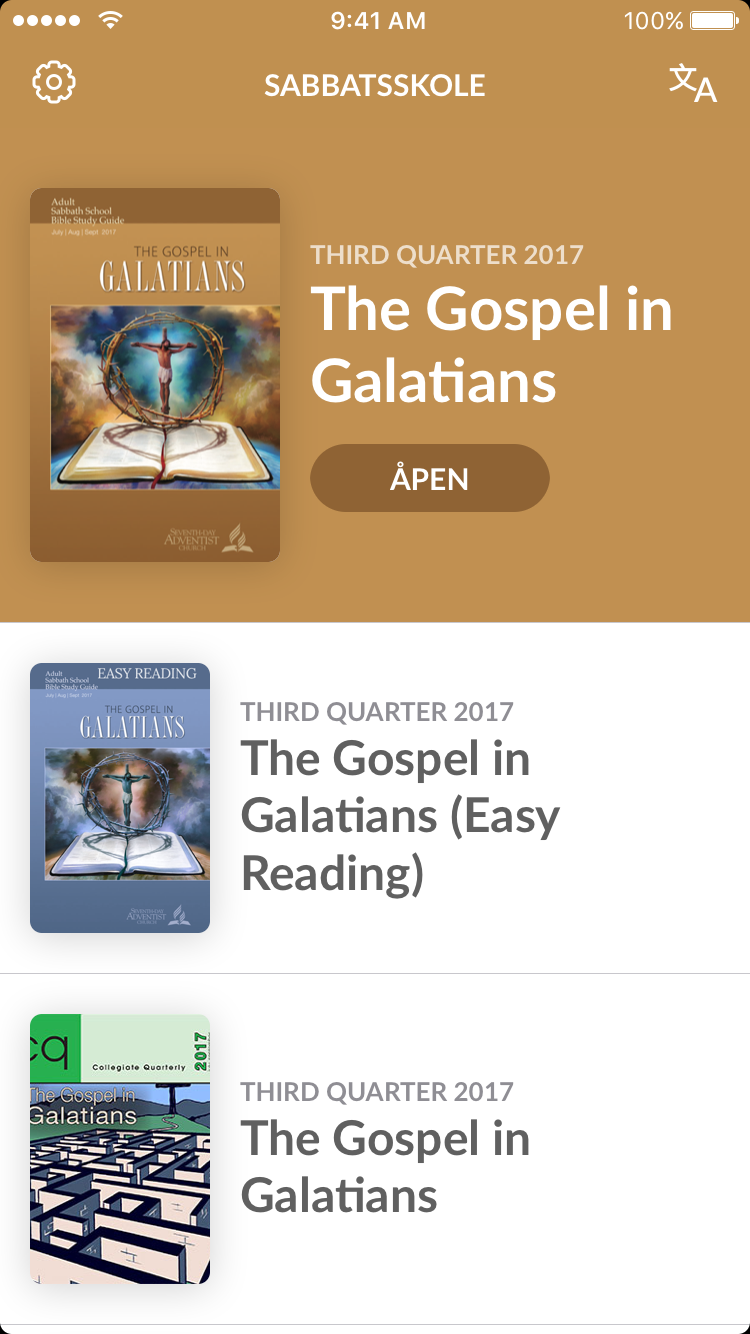 9:41 AM
100%
SABBATSSKOLE
文A
Adult
Sabbath School
Bible Study Guide
July | Aug | Sept 2017
THE GOSPEL IN
GALATIANS
SEVENTH-DAY
ADVENTIST
CHURCH
THIRD QUARTER 2017
The Gospel in
Galatians
ÅPEN
Adult
Sabbath School
Bible Study Guide
July | Aug | Sept 2017
EASY READING
THE GOSPEL IN
GALATIANS
SEVENTH-DAY
ADVENTIST
CHURCH
THIRD QUARTER 2017
The Gospel in
Galatians (Easy
Reading)
cq
Collegiate Quarterly
2017
The Gospel in
Galatians
THIRD QUARTER 2017
The Gospel in
Galatians